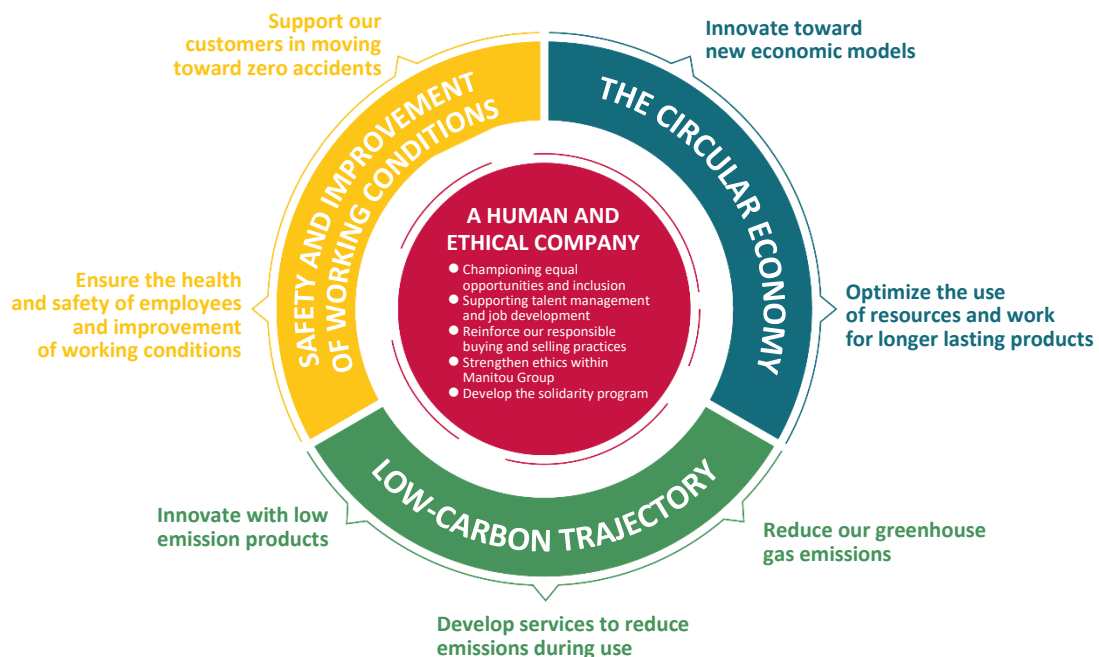 Support our
customers in moving
toward zero accidents
Innovate toward
new economic models
SAFETY AND IMPROVEMENT
OF WORKING CONDITIONS
THE CIRCULAR ECONOMY
A HUMAN AND
ETHICAL COMPANY
● Championing equal
opportunities and inclusion
● Supporting talent management
and job development
● Reinforce our responsible
buying and selling practices
● Strengthen ethics within
Manitou Group
● Develop the solidarity program
Ensure the health
and safety of employees
and improvement
of working conditions
Optimize the use
of resources and work
for longer lasting products
LOW-CARBON TRAJECTORY
Innovate with low
emission products
Reduce our greenhouse
gas emissions
Develop services to reduce
emissions during use